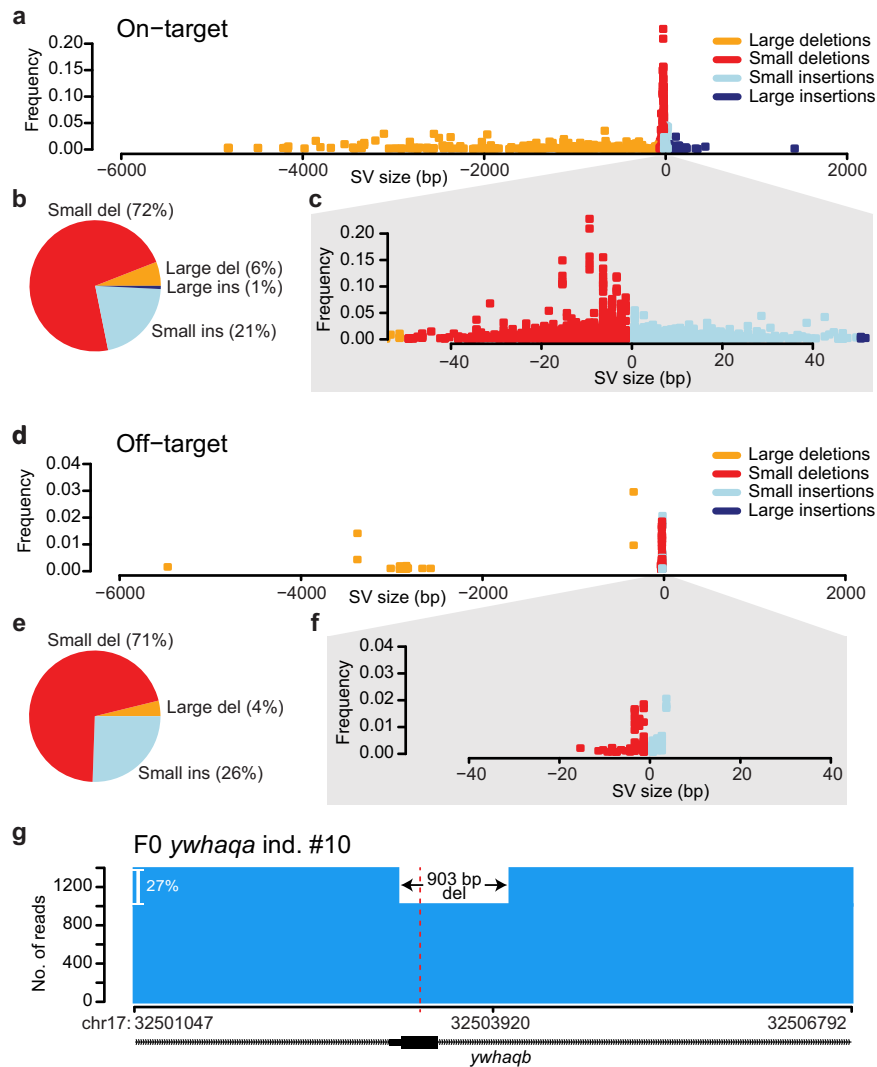 a
On−target
Large deletions
Small deletions
Small insertions
Large insertions
Frequency
0.20
0.15
0.10
0.05
0.00
−6000 −4000 −2000 0 2000
SV size (bp)
b
Small del (72%)
Large del (6%)
Large ins (1%)
Small ins (21%)
c
Frequency
0.20
0.15
0.10
0.05
0.00
−40 −20 0 20 40
SV size (bp)
d
Off−target
Large deletions
Small deletions
Small insertions
Large insertions
Frequency
0.04
0.03
0.02
0.01
0.00
−6000 −4000 −2000 0 2000
SV size (bp)
e
Small del (71%)
Large del (4%)
Small ins (26%)
f
Frequency
0.04
0.03
0.02
0.01
0.00
−40 −20 0 20 40
SV size (bp)
g
F0 ywhaqa ind. #10
No. of reads
1200
800
400
0
27%
903 bp
del
chr17: 32501047 32503920 32506792
ywhaqb